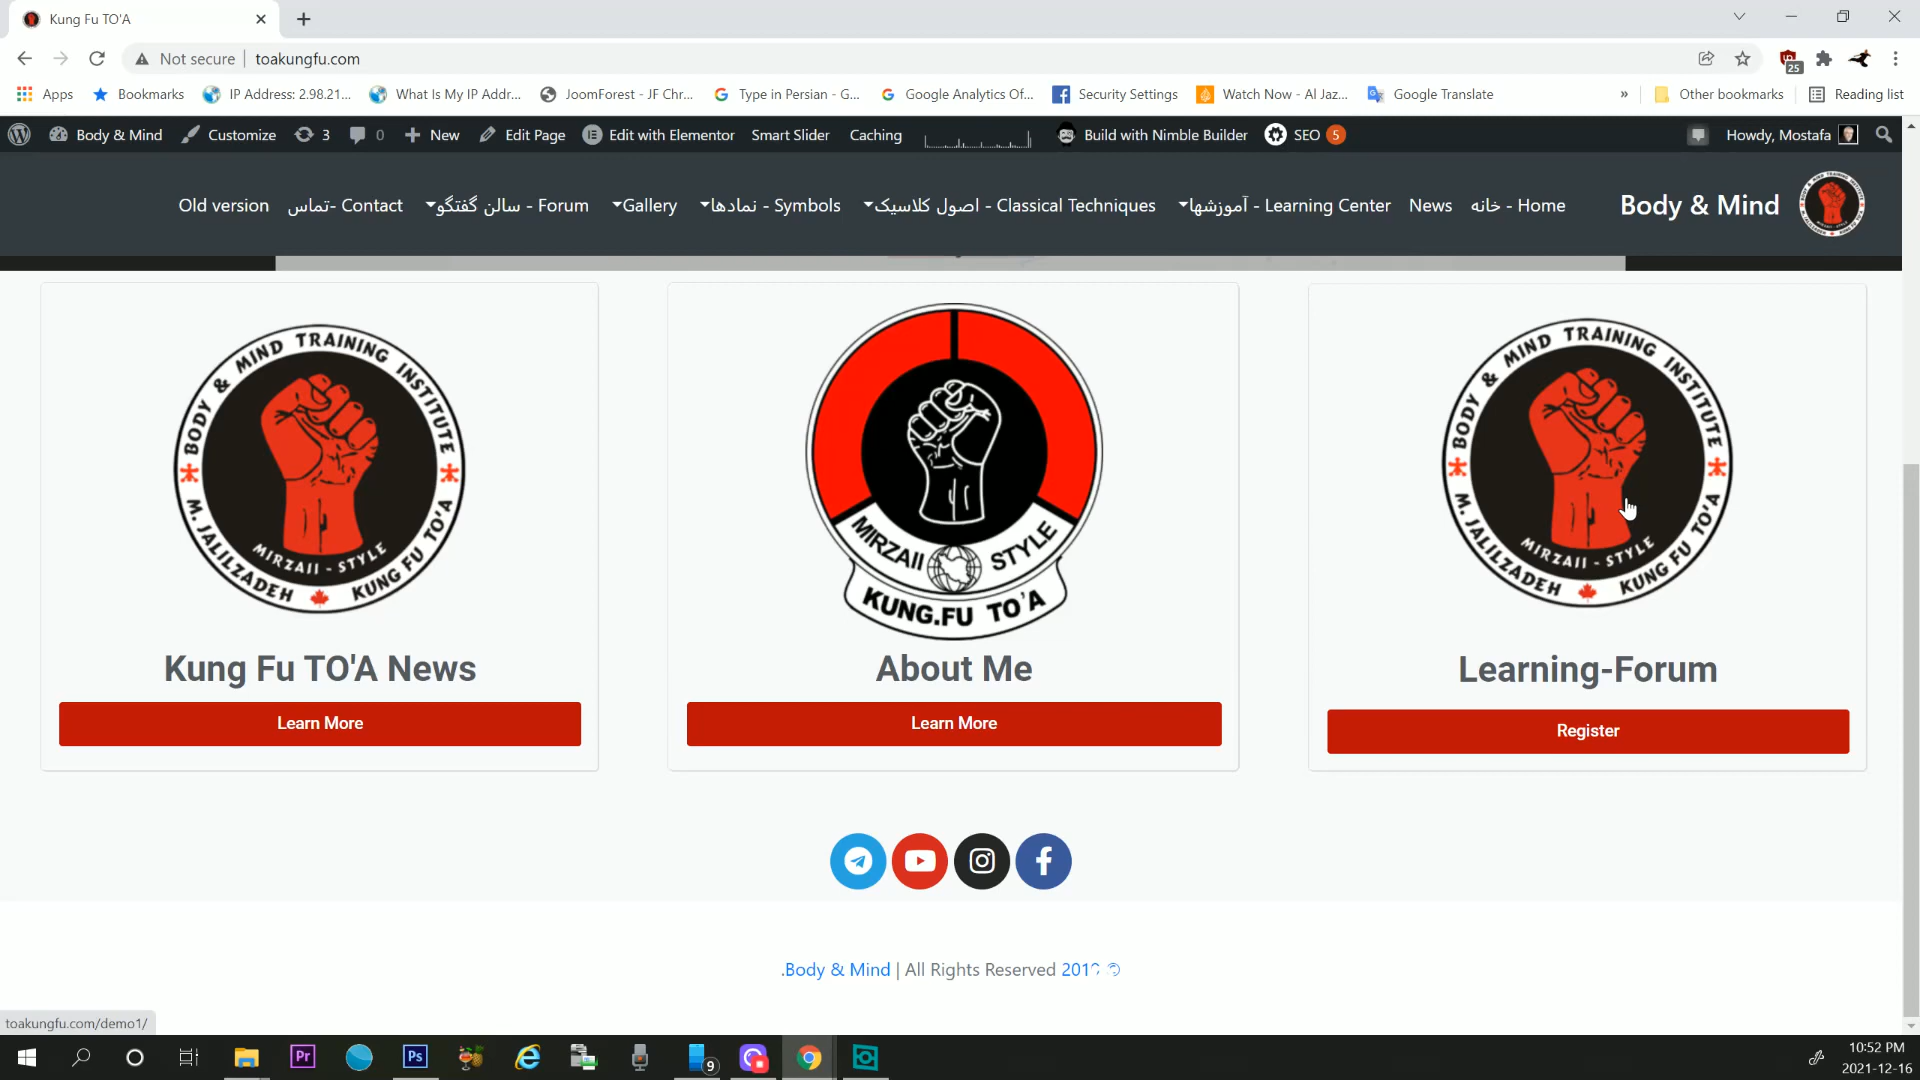 Kung Fu TO'A
Not secure | toakungfu.com
25
Apps Bookmarks IP Address: 2.98.21... What Is My IP Addr... JoomForest - JF Chr... Type in Persian - G... Google Analytics Of... Security Settings Watch Now - Al Jaz... Google Translate » Other bookmarks Reading list
Body & Mind Customize 3 0 New Edit Page Edit with Elementor Smart Slider Caching Build with Nimble Builder SEO 5 Howdy, Mostafa
Old version تماس- Contact سالن گفتگو - Forum Gallery نمادها - Symbols اصول کلاسیک - Classical Techniques آموزشها - Learning Center News خانه - Home Body & Mind
BODY & MIND TRAINING INSTITUTE
MIRZAII - STYLE
M. JALILZADEH KUNG FU TO'A
MIRZAII STYLE
KUNG.FU TO'A
BODY & MIND TRAINING INSTITUTE
MIRZAII - STYLE
M. JALILZADEH KUNG FU TO'A
Kung Fu TO'A News About Me Learning-Forum
Learn More Learn More Register
.Body & Mind | All Rights Reserved
toakungfu.com/demo1/
Pr Ps 9
10:52 PM
2021-12-16